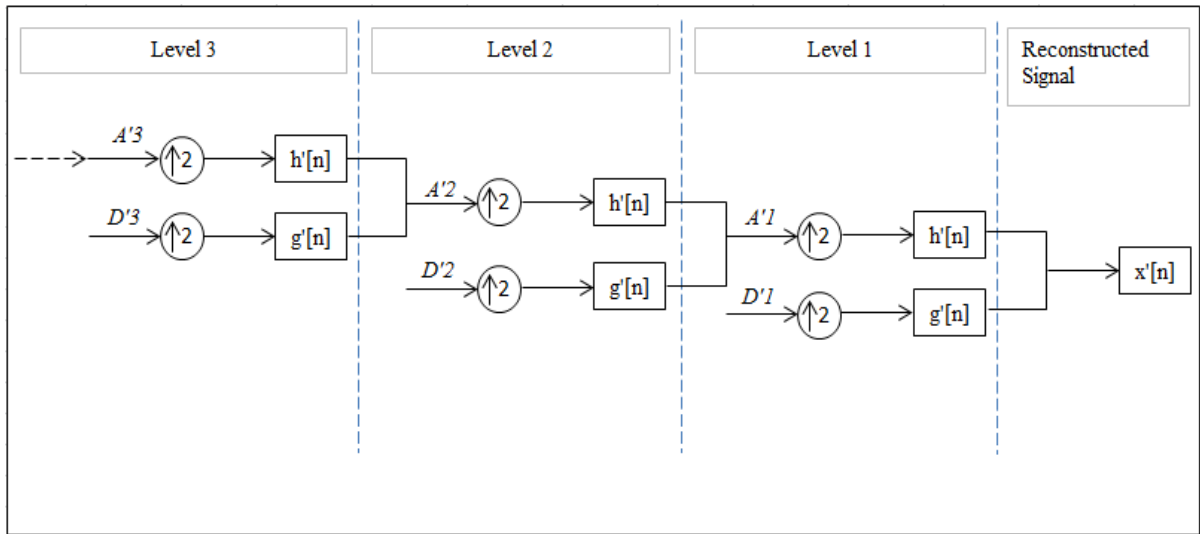 Level 3
Level 2
Level 1
Reconstructed
Signal
A'3
↑2
h'[n]
D'3
↑2
g'[n]
A'2
↑2
h'[n]
D'2
↑2
g'[n]
A'1
↑2
h'[n]
D'1
↑2
g'[n]
x'[n]